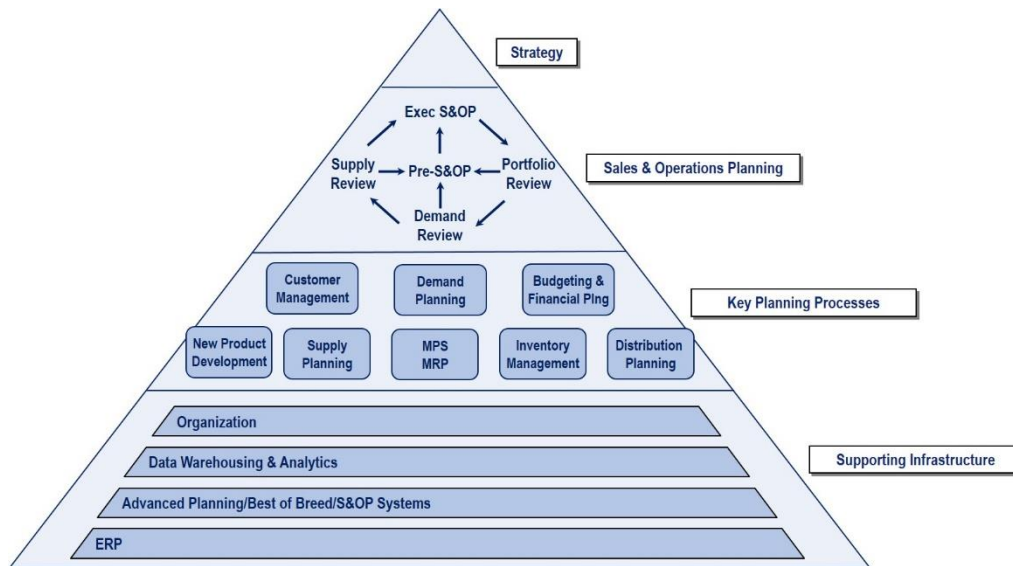 Strategy
Exec S&OP
Supply
Review
Pre-S&OP
Portfolio
Review
Demand
Review
Sales & Operations Planning
Customer
Management
Demand
Planning
Budgeting &
Financial Plng
Key Planning Processes
New Product
Development
Supply
Planning
MPS
MRP
Inventory
Management
Distribution
Planning
Organization
Data Warehousing & Analytics
Supporting Infrastructure
Advanced Planning/Best of Breed/S&OP Systems
ERP